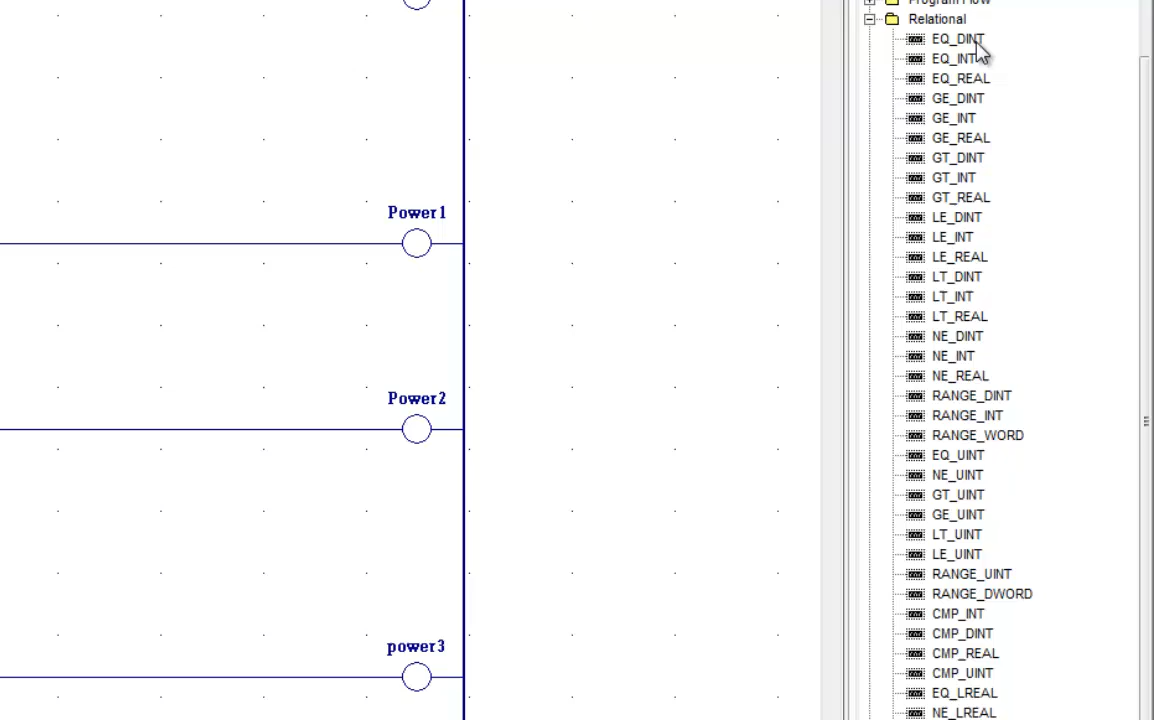 Program Flow
Relational
EQ_DINT
EQ_INT
EQ_REAL
GE_DINT
GE_INT
GE_REAL
GT_DINT
GT_INT
GT_REAL
LE_DINT
LE_INT
LE_REAL
LT_DINT
LT_INT
LT_REAL
NE_DINT
NE_INT
NE_REAL
RANGE_DINT
RANGE_INT
RANGE_WORD
EQ_UINT
NE_UINT
GT_UINT
GE_UINT
LT_UINT
LE_UINT
RANGE_UINT
RANGE_DWORD
CMP_INT
CMP_DINT
CMP_REAL
CMP_UINT
EQ_LREAL
NE_LREAL
Power1
Power2
power3